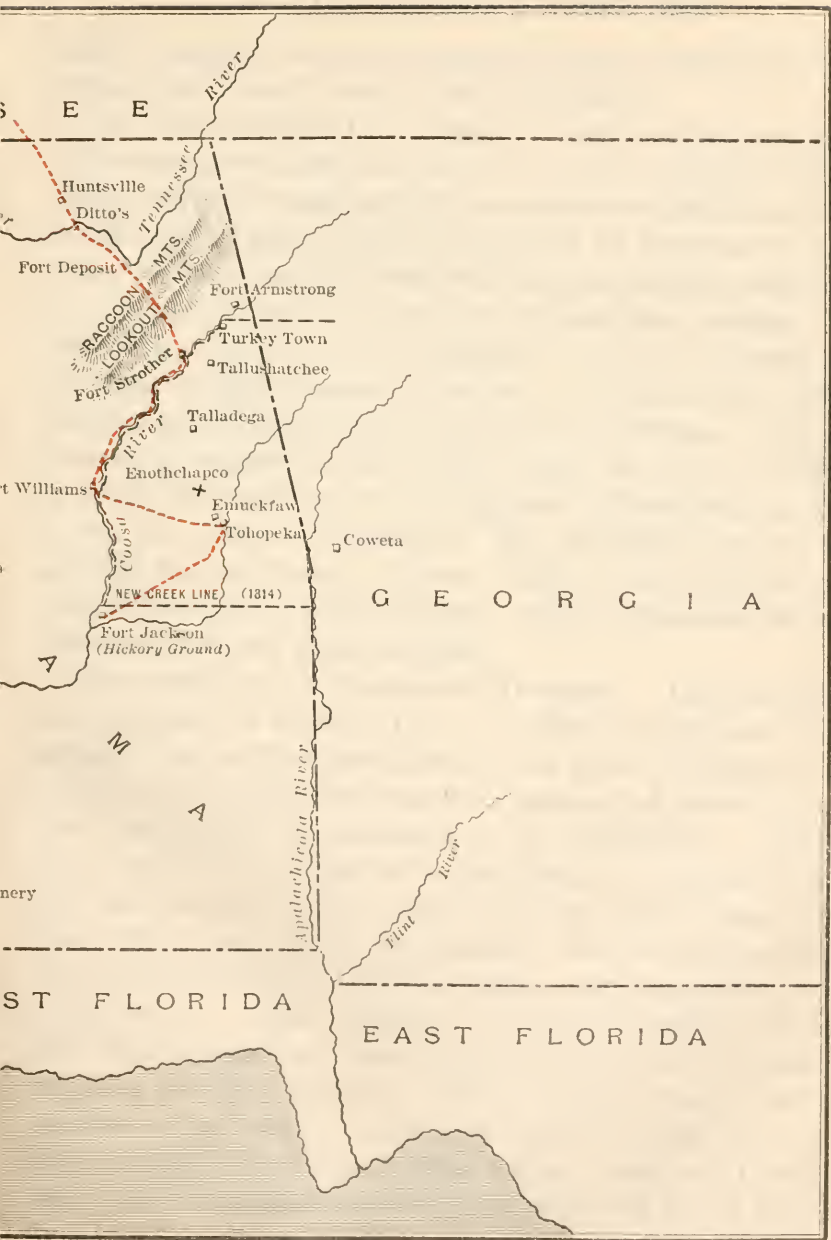 S E E
River
Tennessee
Huntsville
Ditto's
Fort Deposit
RACCOON MTS.
LOOKOUT MTS.
Fort Armstrong
Turkey Town
Fort Strother
Tallushatchee
Talladega
River
Enothchapco
rt Williams
Emuckfaw
Tohopeka
Coosa
Coweta
NEW CREEK LINE (1814)
GEORGIA
Fort Jackson
(Hickory Ground)
A
M
A
Apalachicola River
nery
Flint River
ST FLORIDA
EAST FLORIDA